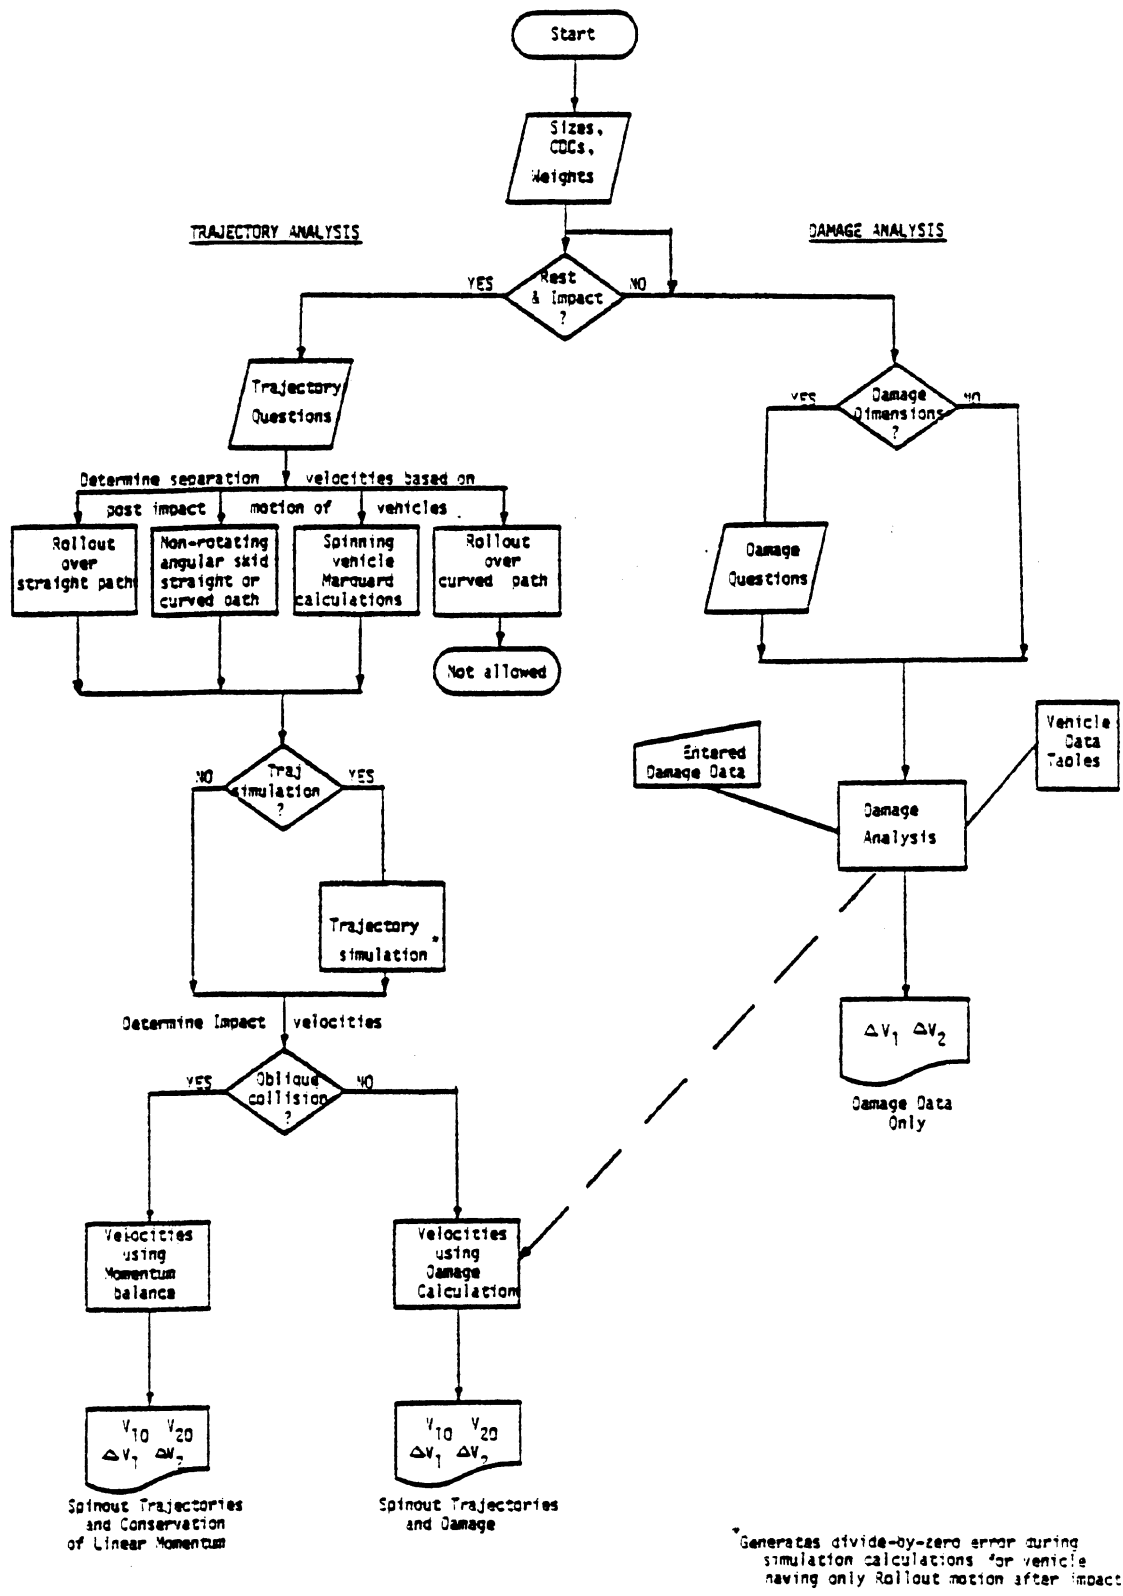 Start
Sizes,
CDCs,
Weights
TRAJECTORY ANALYSIS
DAMAGE ANALYSIS
YES
Rest
& Impact
?
NO
Trajectory
Questions
YES
Damage
Dimensions
?
NO
Determine separation velocities based on
post impact motion of vehicles
Rollout
over
straight path
Non-rotating
angular skid
straight or
curved path
Spinning
vehicle
Marquard
calculations
Rollout
over
curved path
Damage
Questions
Not allowed
NO
Traj
simulation
?
YES
Entered
Damage Data
Vehicle
Data
Tables
Damage
Analysis
Trajectory
simulation *
Determine Impact velocities
YES
Oblique
collision
?
NO
ΔV1 ΔV2
Damage Data
Only
Velocities
using
Momentum
balance
Velocities
using
Damage
Calculation
V10 V20
ΔV1 ΔV2
V10 V20
ΔV1 ΔV2
Spinout Trajectories
and Conservation
of Linear Momentum
Spinout Trajectories
and Damage
*Generates divide-by-zero error during
simulation calculations for vehicle
having only Rollout motion after impact